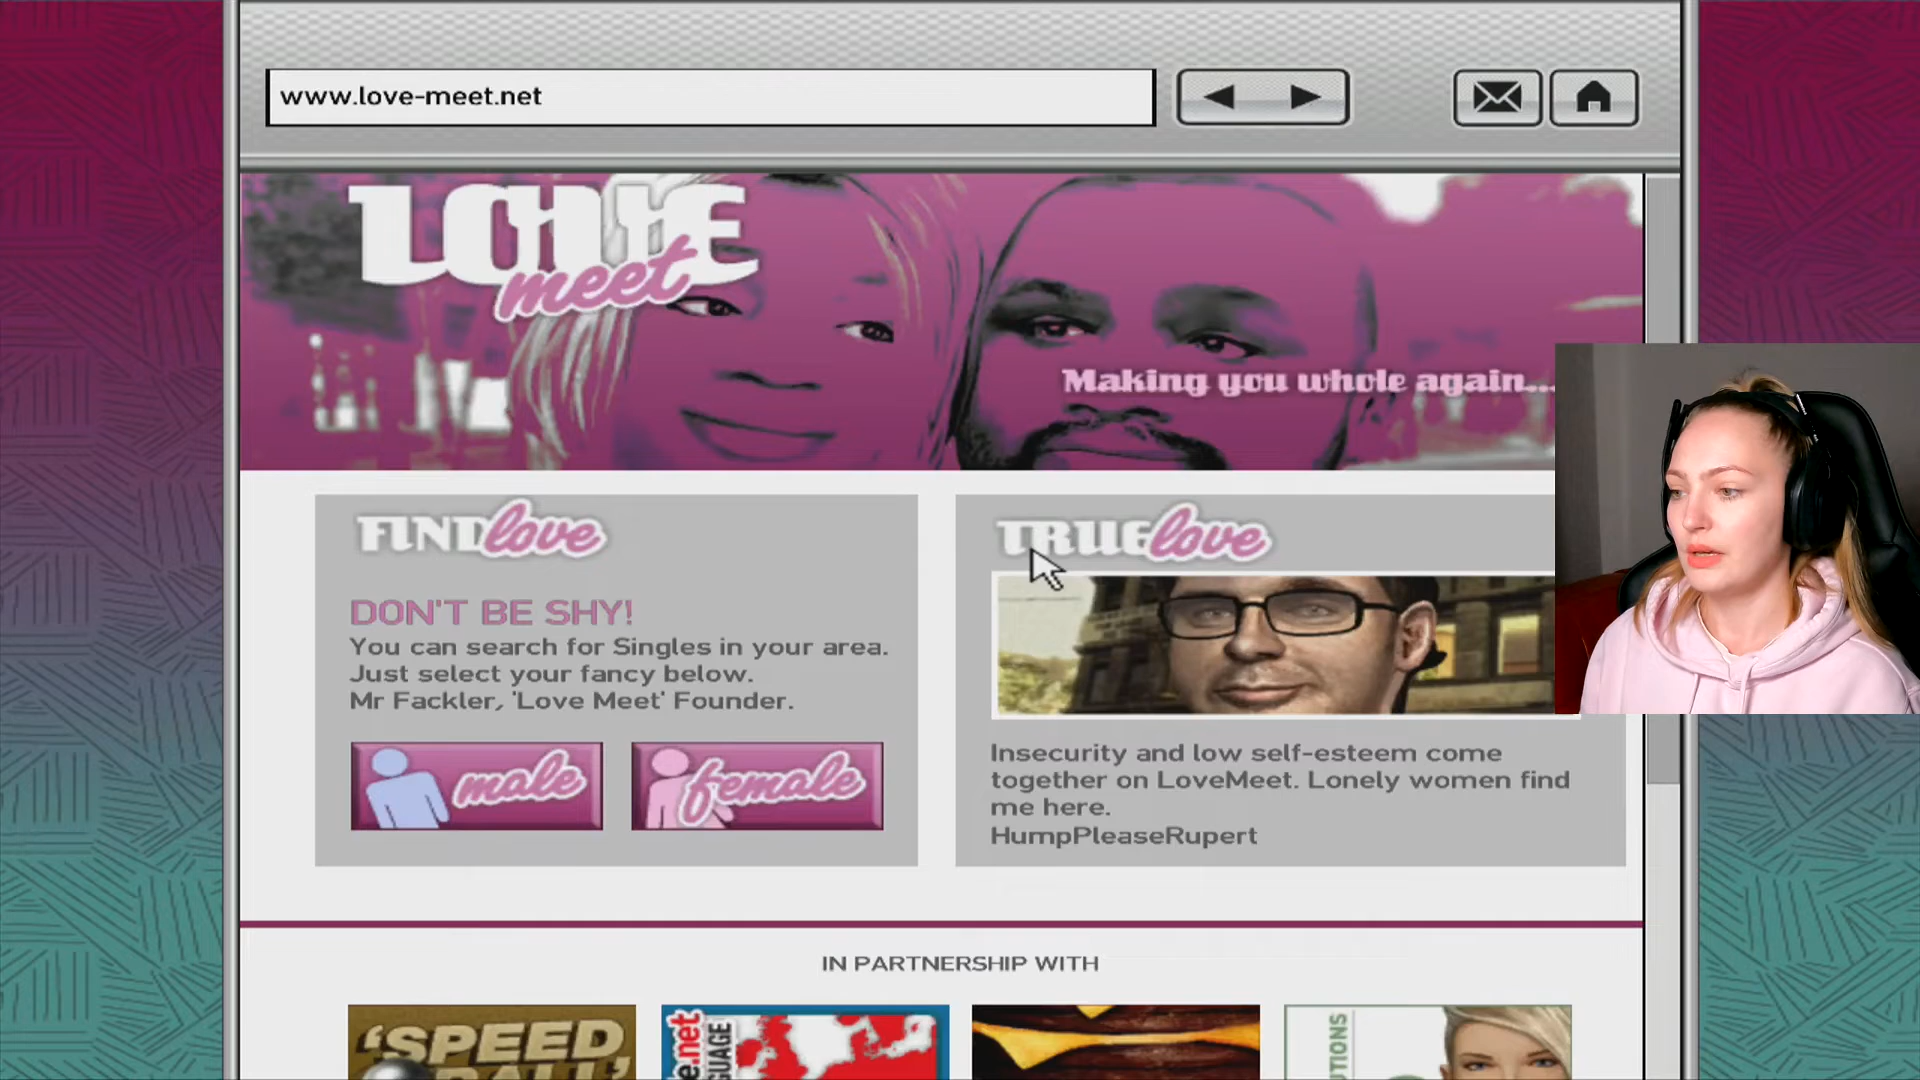 www.love-meet.net
LOVE
meet
Making you whole again...
FIND love
TRUE love
DON'T BE SHY!
You can search for Singles in your area.
Just select your fancy below.
Mr Fackler, 'Love Meet' Founder.
male
female
Insecurity and low self-esteem come
together on LoveMeet. Lonely women find
me here.
HumpPleaseRupert
IN PARTNERSHIP WITH
'SPEED